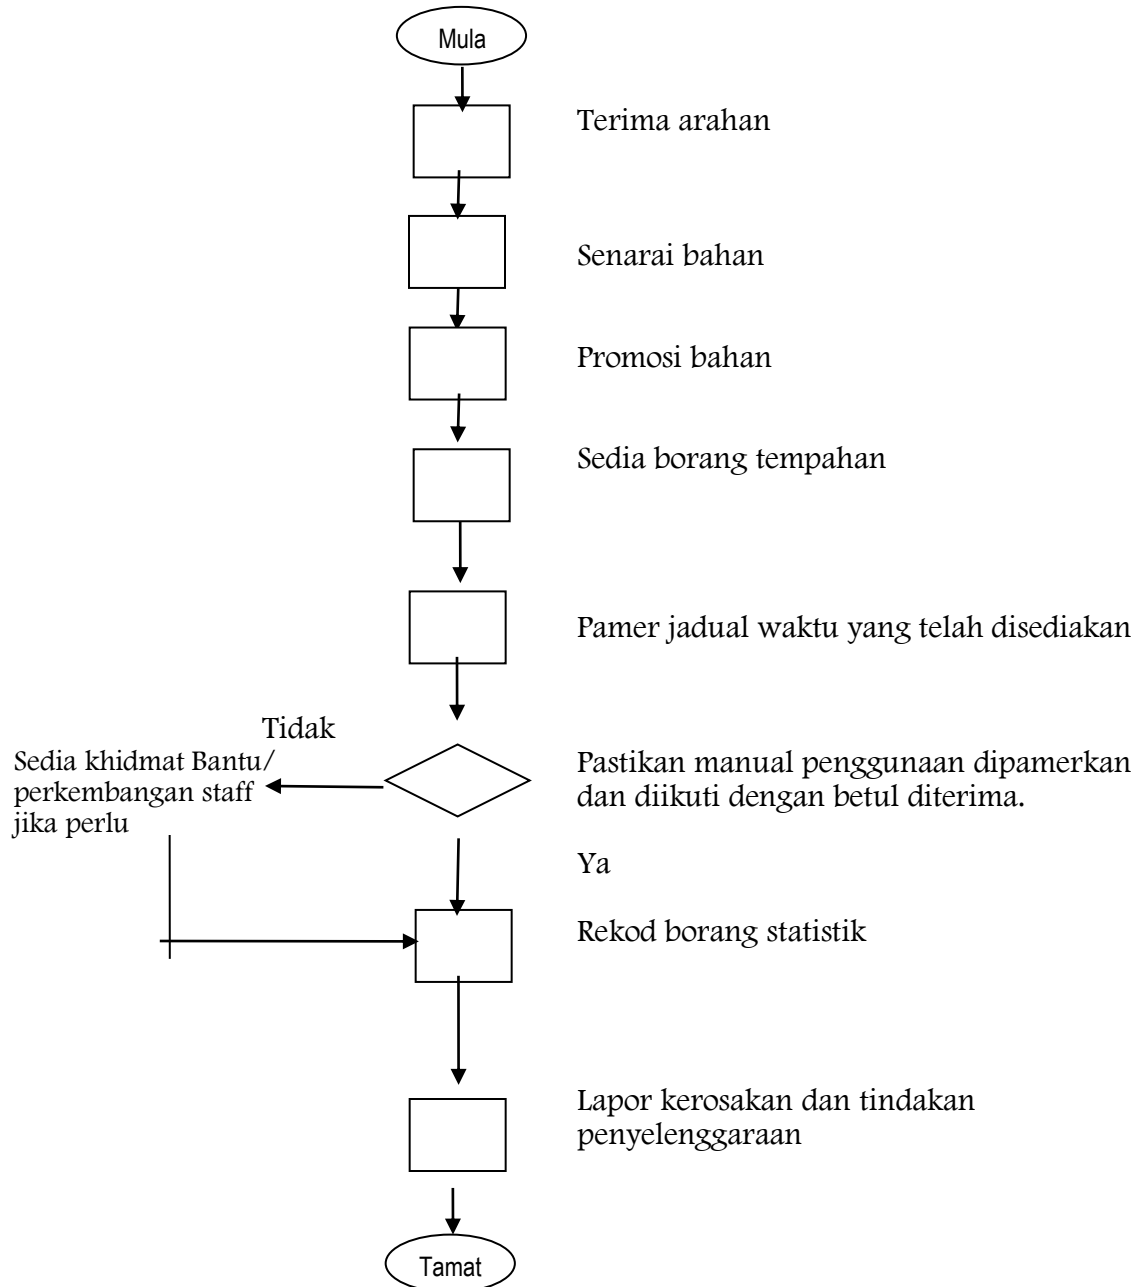 Mula
Terima arahan
Senarai bahan
Promosi bahan
Sedia borang tempahan
Pamer jadual waktu yang telah disediakan
Tidak
Sedia khidmat Bantu/
perkembangan staff
jika perlu
Pastikan manual penggunaan dipamerkan
dan diikuti dengan betul diterima.
Ya
Rekod borang statistik
Lapor kerosakan dan tindakan
penyelenggaraan
Tamat